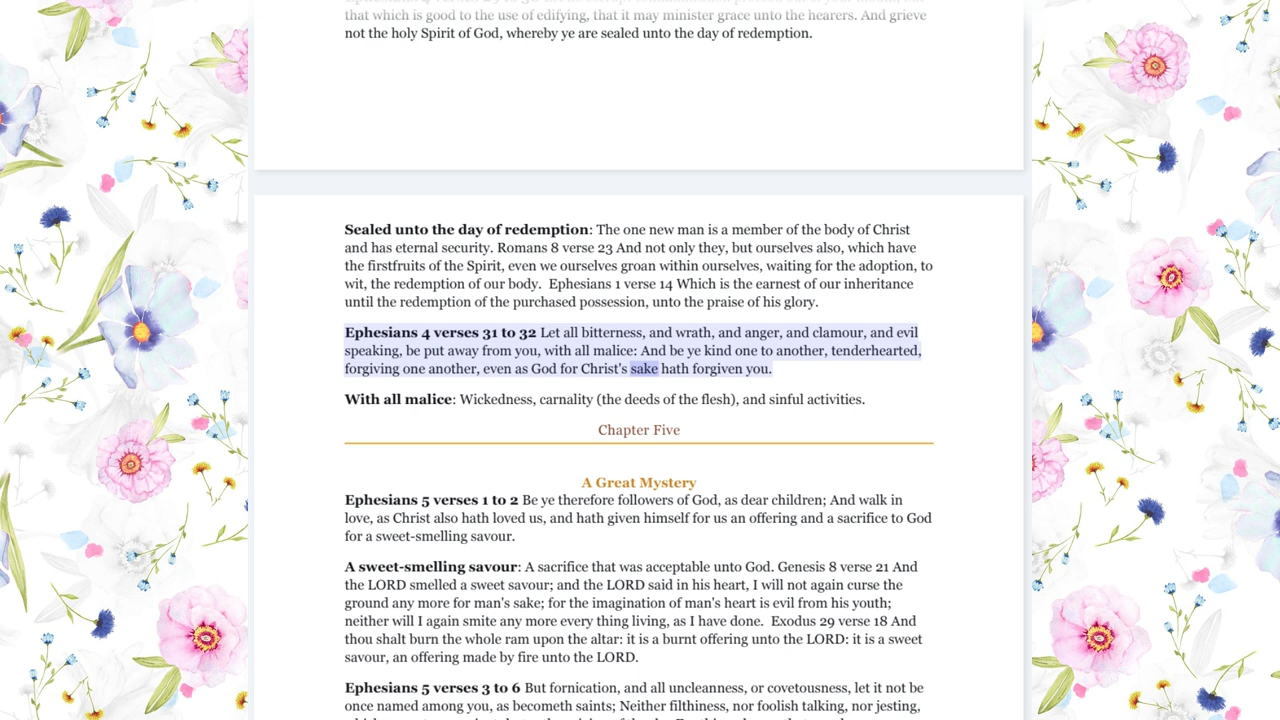 that which is good to the use of edifying, that it may minister grace unto the hearers. And grieve
not the holy Spirit of God, whereby ye are sealed unto the day of redemption.
Sealed unto the day of redemption: The one new man is a member of the body of Christ
and has eternal security. Romans 8 verse 23 And not only they, but ourselves also, which have
the firstfruits of the Spirit, even we ourselves groan within ourselves, waiting for the adoption, to
wit, the redemption of our body.  Ephesians 1 verse 14 Which is the earnest of our inheritance
until the redemption of the purchased possession, unto the praise of his glory.
Ephesians 4 verses 31 to 32 Let all bitterness, and wrath, and anger, and clamour, and evil
speaking, be put away from you, with all malice: And be ye kind one to another, tenderhearted,
forgiving one another, even as God for Christ's sake hath forgiven you.
With all malice: Wickedness, carnality (the deeds of the flesh), and sinful activities.
Chapter Five
A Great Mystery
Ephesians 5 verses 1 to 2 Be ye therefore followers of God, as dear children; And walk in
love, as Christ also hath loved us, and hath given himself for us an offering and a sacrifice to God
for a sweet-smelling savour.
A sweet-smelling savour: A sacrifice that was acceptable unto God. Genesis 8 verse 21 And
the LORD smelled a sweet savour; and the LORD said in his heart, I will not again curse the
ground any more for man's sake; for the imagination of man's heart is evil from his youth;
neither will I again smite any more every thing living, as I have done.  Exodus 29 verse 18 And
thou shalt burn the whole ram upon the altar: it is a burnt offering unto the LORD: it is a sweet
savour, an offering made by fire unto the LORD.
Ephesians 5 verses 3 to 6 But fornication, and all uncleanness, or covetousness, let it not be
once named among you, as becometh saints; Neither filthiness, nor foolish talking, nor jesting,